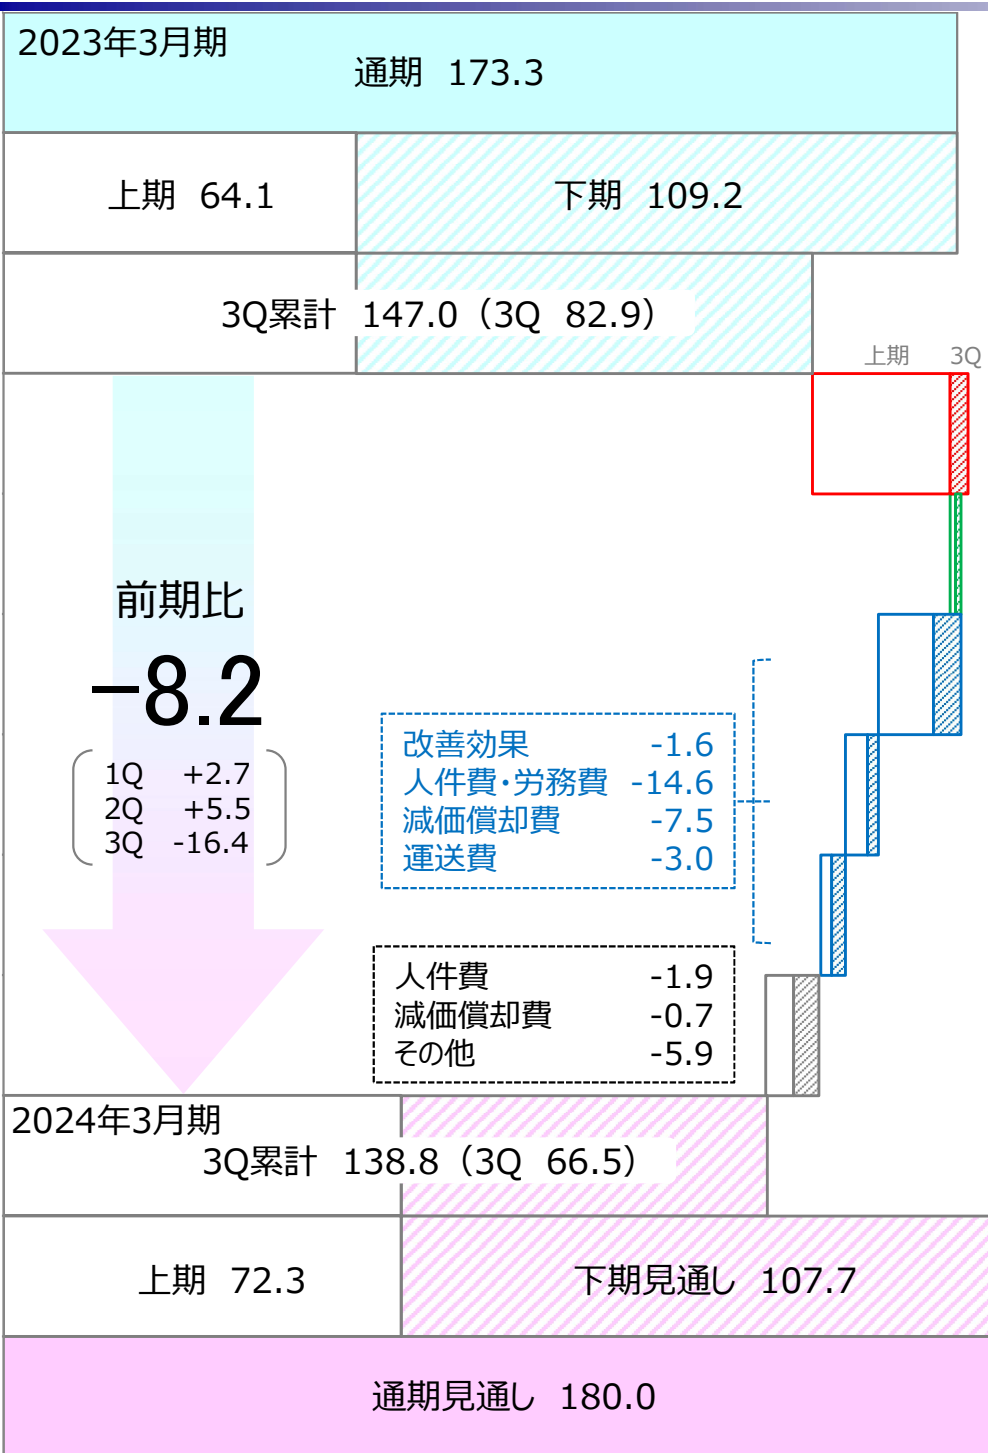 2023年3月期
通期 173.3
上期 64.1
下期 109.2
3Q累計 147.0（3Q 82.9）
上期 3Q
前期比
−8.2
1Q +2.7
2Q +5.5
3Q -16.4
改善効果 -1.6
人件費・労務費 -14.6
減価償却費 -7.5
運送費 -3.0
人件費 -1.9
減価償却費 -0.7
その他 -5.9
2024年3月期
3Q累計 138.8（3Q 66.5）
上期 72.3
下期見通し 107.7
通期見通し 180.0